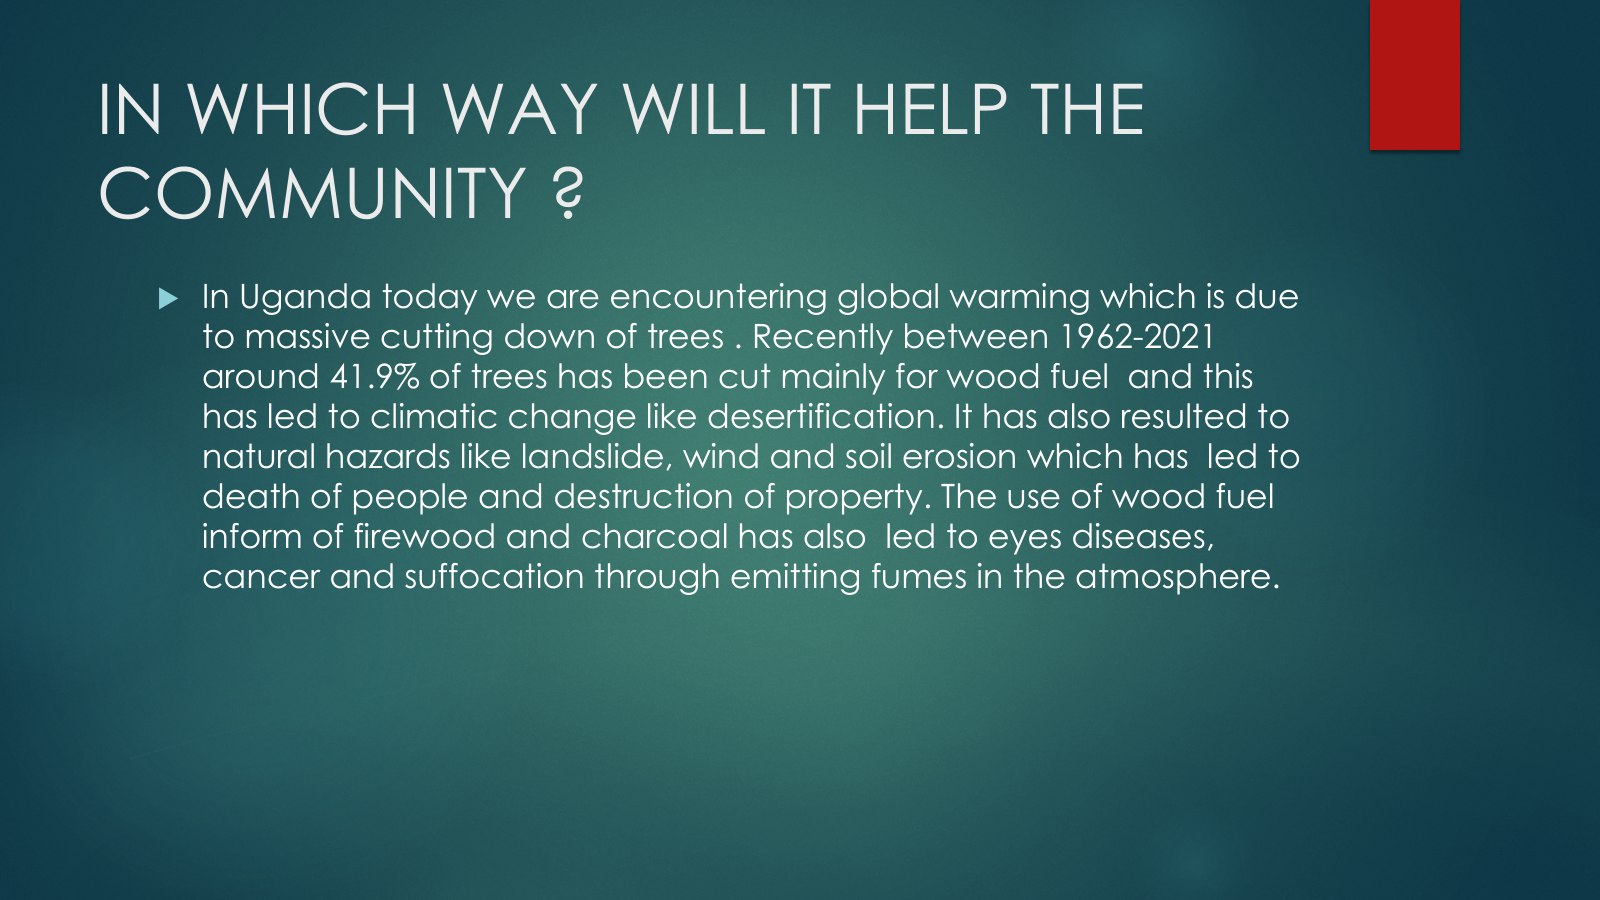 IN WHICH WAY WILL IT HELP THE
COMMUNITY ?
In Uganda today we are encountering global warming which is due
to massive cutting down of trees . Recently between 1962-2021
around 41.9% of trees has been cut mainly for wood fuel  and this
has led to climatic change like desertification. It has also resulted to
natural hazards like landslide, wind and soil erosion which has  led to
death of people and destruction of property. The use of wood fuel
inform of firewood and charcoal has also  led to eyes diseases,
cancer and suffocation through emitting fumes in the atmosphere.